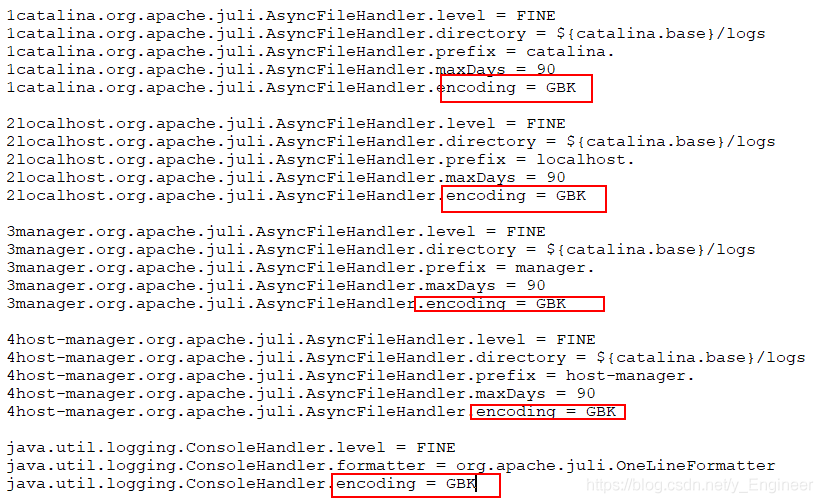 1catalina.org.apache.juli.AsyncFileHandler.level = FINE
1catalina.org.apache.juli.AsyncFileHandler.directory = ${catalina.base}/logs
1catalina.org.apache.juli.AsyncFileHandler.prefix = catalina.
1catalina.org.apache.juli.AsyncFileHandler.maxDays = 90
1catalina.org.apache.juli.AsyncFileHandler.encoding = GBK
2localhost.org.apache.juli.AsyncFileHandler.level = FINE
2localhost.org.apache.juli.AsyncFileHandler.directory = ${catalina.base}/logs
2localhost.org.apache.juli.AsyncFileHandler.prefix = localhost.
2localhost.org.apache.juli.AsyncFileHandler.maxDays = 90
2localhost.org.apache.juli.AsyncFileHandler.encoding = GBK
3manager.org.apache.juli.AsyncFileHandler.level = FINE
3manager.org.apache.juli.AsyncFileHandler.directory = ${catalina.base}/logs
3manager.org.apache.juli.AsyncFileHandler.prefix = manager.
3manager.org.apache.juli.AsyncFileHandler.maxDays = 90
3manager.org.apache.juli.AsyncFileHandler.encoding = GBK
4host-manager.org.apache.juli.AsyncFileHandler.level = FINE
4host-manager.org.apache.juli.AsyncFileHandler.directory = ${catalina.base}/logs
4host-manager.org.apache.juli.AsyncFileHandler.prefix = host-manager.
4host-manager.org.apache.juli.AsyncFileHandler.maxDays = 90
4host-manager.org.apache.juli.AsyncFileHandler.encoding = GBK
java.util.logging.ConsoleHandler.level = FINE
java.util.logging.ConsoleHandler.formatter = org.apache.juli.OneLineFormatter
java.util.logging.ConsoleHandler.encoding = GBK
https://blog.csdn.net/y_Engineer